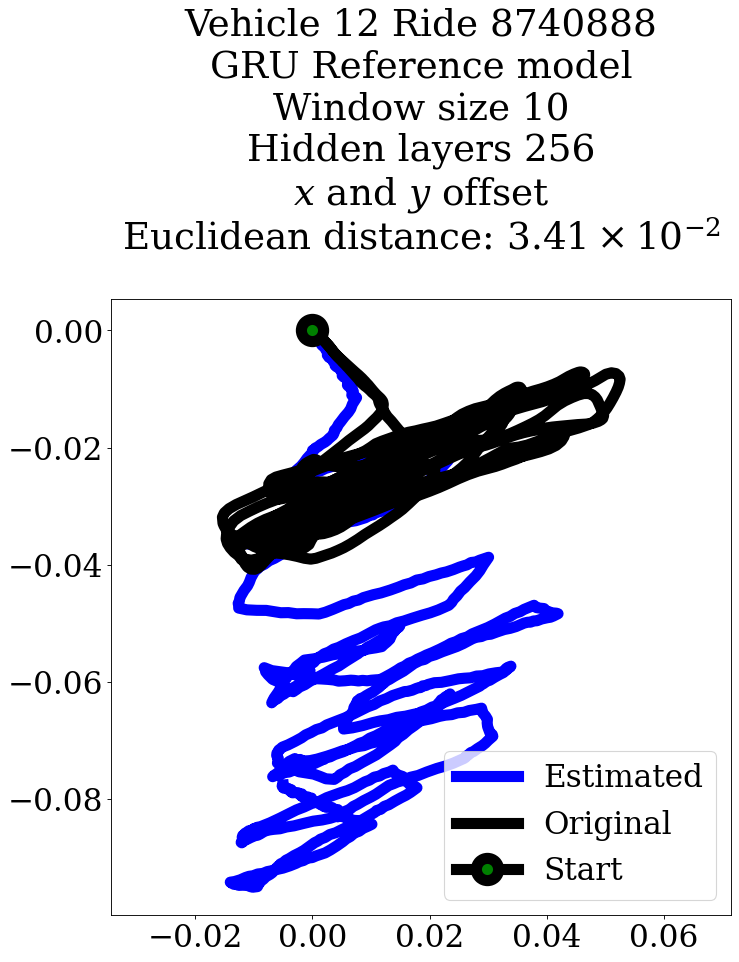 Vehicle 12 Ride 8740888
GRU Reference model
Window size 10
Hidden layers 256
x and y offset
Euclidean distance: 3.41 × 10⁻²
0.00
−0.02
−0.04
−0.06
−0.08
Estimated
Original
Start
−0.02 0.00 0.02 0.04 0.06